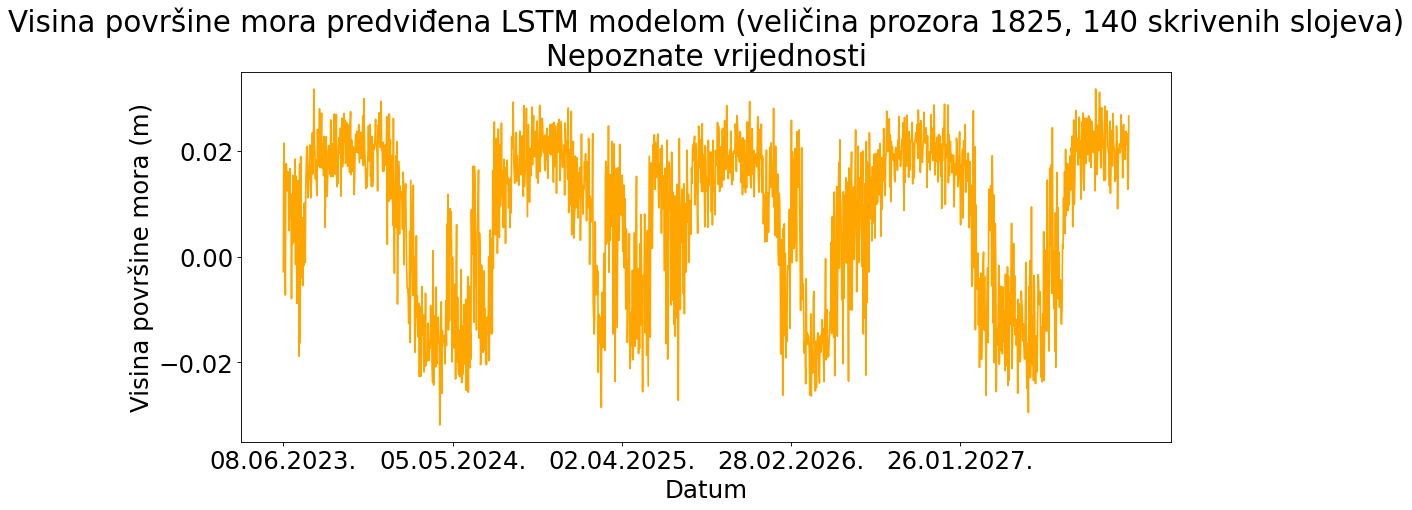 Visina površine mora predviđena LSTM modelom (veličina prozora 1825, 140 skrivenih slojeva)
Nepoznate vrijednosti
Visina površine mora (m)
0.02
0.00
−0.02
08.06.2023. 05.05.2024. 02.04.2025. 28.02.2026. 26.01.2027.
Datum